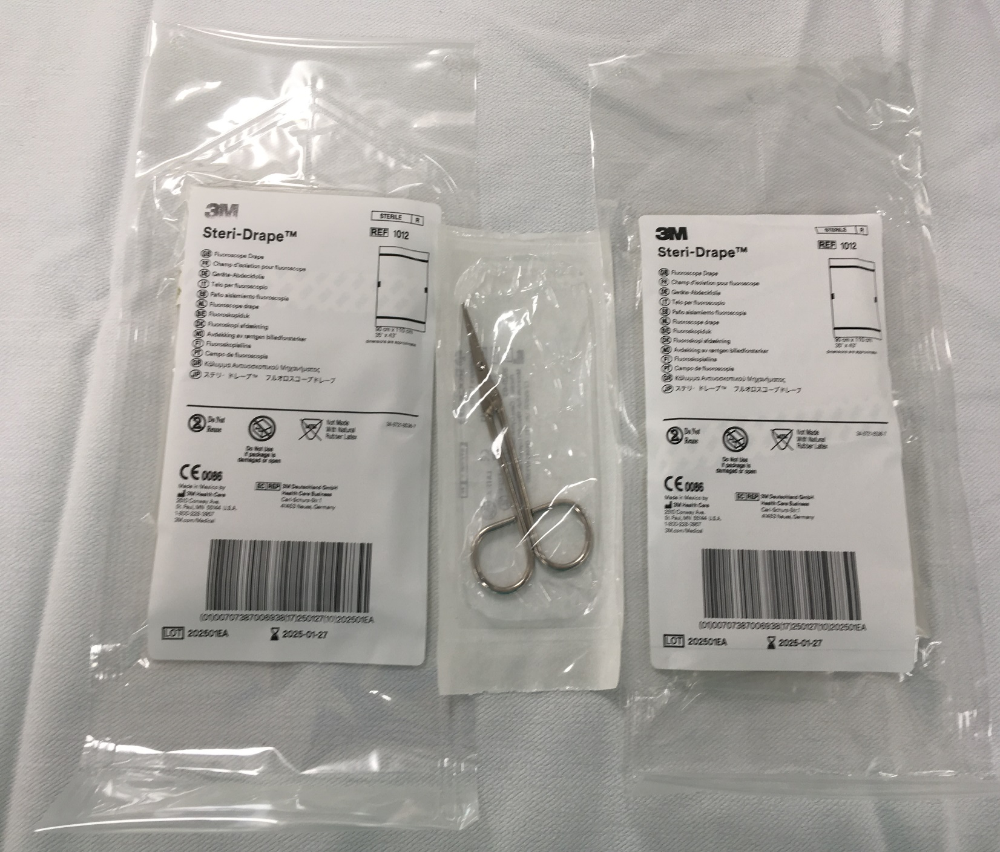 3M
Steri-Drape™
STERILE R
REF 1012
GB Fluoroscope Drape
FR Champ d'isolation pour fluoroscope
DE Geräte-Abdeckfolie
IT Telo per fluoroscopio
ES Paño aislamiento fluoroscopia
NL Fluoroscope drape
Fluoroskopiduk
DK Fluoroskopi afdækning
NO Avdekking av røntgen billedforsterker
FI Fluoroskopialiina
PT Campo de fluoroscopia
GR Κάλυμμα Ακτινοσκοπικού Μηχανήματος
JP ステリ・ドレープ™ フルオロスコープドレープ
90 cm x 110 cm
36" x 43"
dimensions are approximate
2 Do Not
Reuse
Do Not Use
if package is
damaged or open
LATEX
Not Made
With Natural
Rubber Latex
CE 0086
Made in Mexico by
3M Health Care
2510 Conway Ave.
St. Paul, MN 55144 U.S.A.
1-800-228-3957
3M.com/Medical
EC REP 3M Deutschland GmbH
Health Care Business
Carl-Schurz-Str.1
41453 Neuss, Germany
(01)00707387006938(17)250127(10)202501EA
LOT 202501EA
2025-01-27
3M
Steri-Drape™
STERILE R
REF 1012
GB Fluoroscope Drape
FR Champ d'isolation pour fluoroscope
DE Geräte-Abdeckfolie
IT Telo per fluoroscopio
ES Paño aislamiento fluoroscopia
NL Fluoroscope drape
Fluoroskopiduk
DK Fluoroskopi afdækning
NO Avdekking av røntgen billedforsterker
FI Fluoroskopialiina
PT Campo de fluoroscopia
GR Κάλυμμα Ακτινοσκοπικού Μηχανήματος
JP ステリ・ドレープ™ フルオロスコープドレープ
90 cm x 110 cm
36" x 43"
dimensions are approximate
2 Do Not
Reuse
Do Not Use
if package is
damaged or open
LATEX
Not Made
With Natural
Rubber Latex
CE 0086
Made in Mexico by
3M Health Care
2510 Conway Ave.
St. Paul, MN 55144 U.S.A.
1-800-228-3957
3M.com/Medical
EC REP 3M Deutschland GmbH
Health Care Business
Carl-Schurz-Str.1
41453 Neuss, Germany
(01)00707387006938(17)250127(10)202501EA
LOT 202501EA
2025-01-27